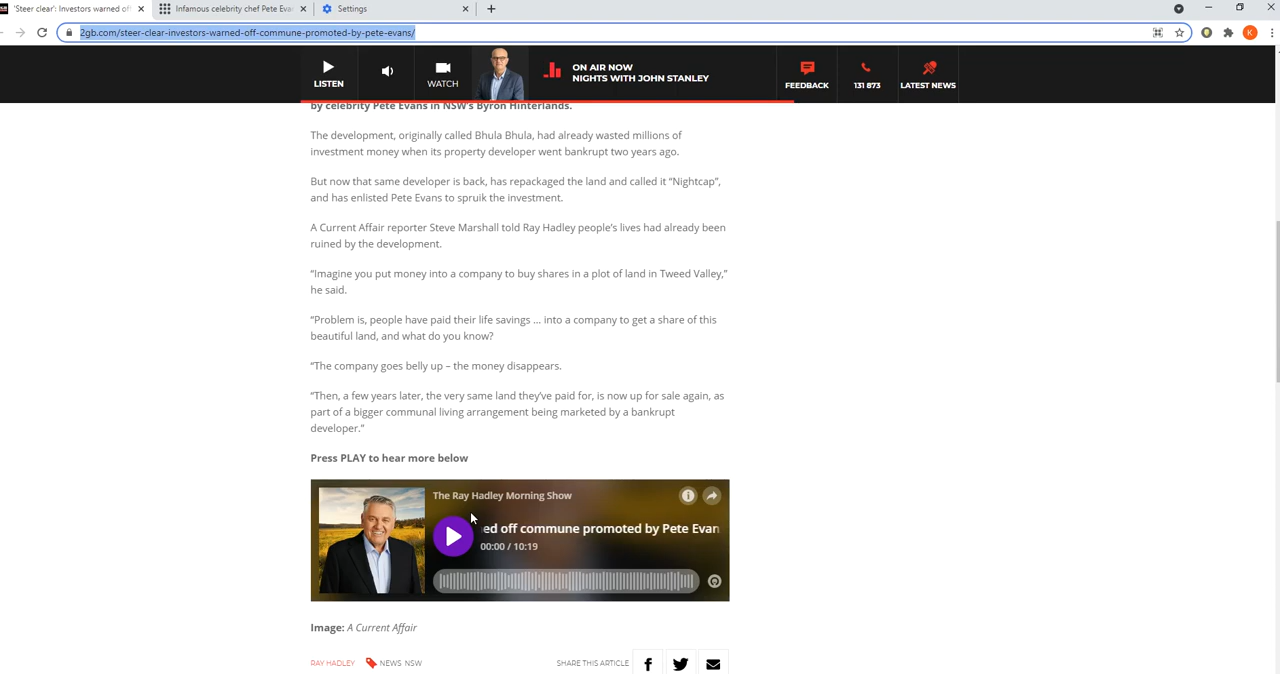 'Steer clear': Investors warned of
Infamous celebrity chef Pete Eva
Settings
2gb.com/steer-clear-investors-warned-off-commune-promoted-by-pete-evans/
K
LISTEN
WATCH
ON AIR NOW
NIGHTS WITH JOHN STANLEY
FEEDBACK
131 873
LATEST NEWS
by celebrity Pete Evans in NSW's Byron Hinterlands.
The development, originally called Bhula Bhula, had already wasted millions of
investment money when its property developer went bankrupt two years ago.
But now that same developer is back, has repackaged the land and called it “Nightcap”,
and has enlisted Pete Evans to spruik the investment.
A Current Affair reporter Steve Marshall told Ray Hadley people's lives had already been
ruined by the development.
“Imagine you put money into a company to buy shares in a plot of land in Tweed Valley,”
he said.
“Problem is, people have paid their life savings … into a company to get a share of this
beautiful land, and what do you know?
“The company goes belly up – the money disappears.
“Then, a few years later, the very same land they've paid for, is now up for sale again, as
part of a bigger communal living arrangement being marketed by a bankrupt
developer.”
Press PLAY to hear more below
The Ray Hadley Morning Show
ed off commune promoted by Pete Evan
00:00 / 10:19
Image: A Current Affair
RAY HADLEY
NEWS NSW
SHARE THIS ARTICLE